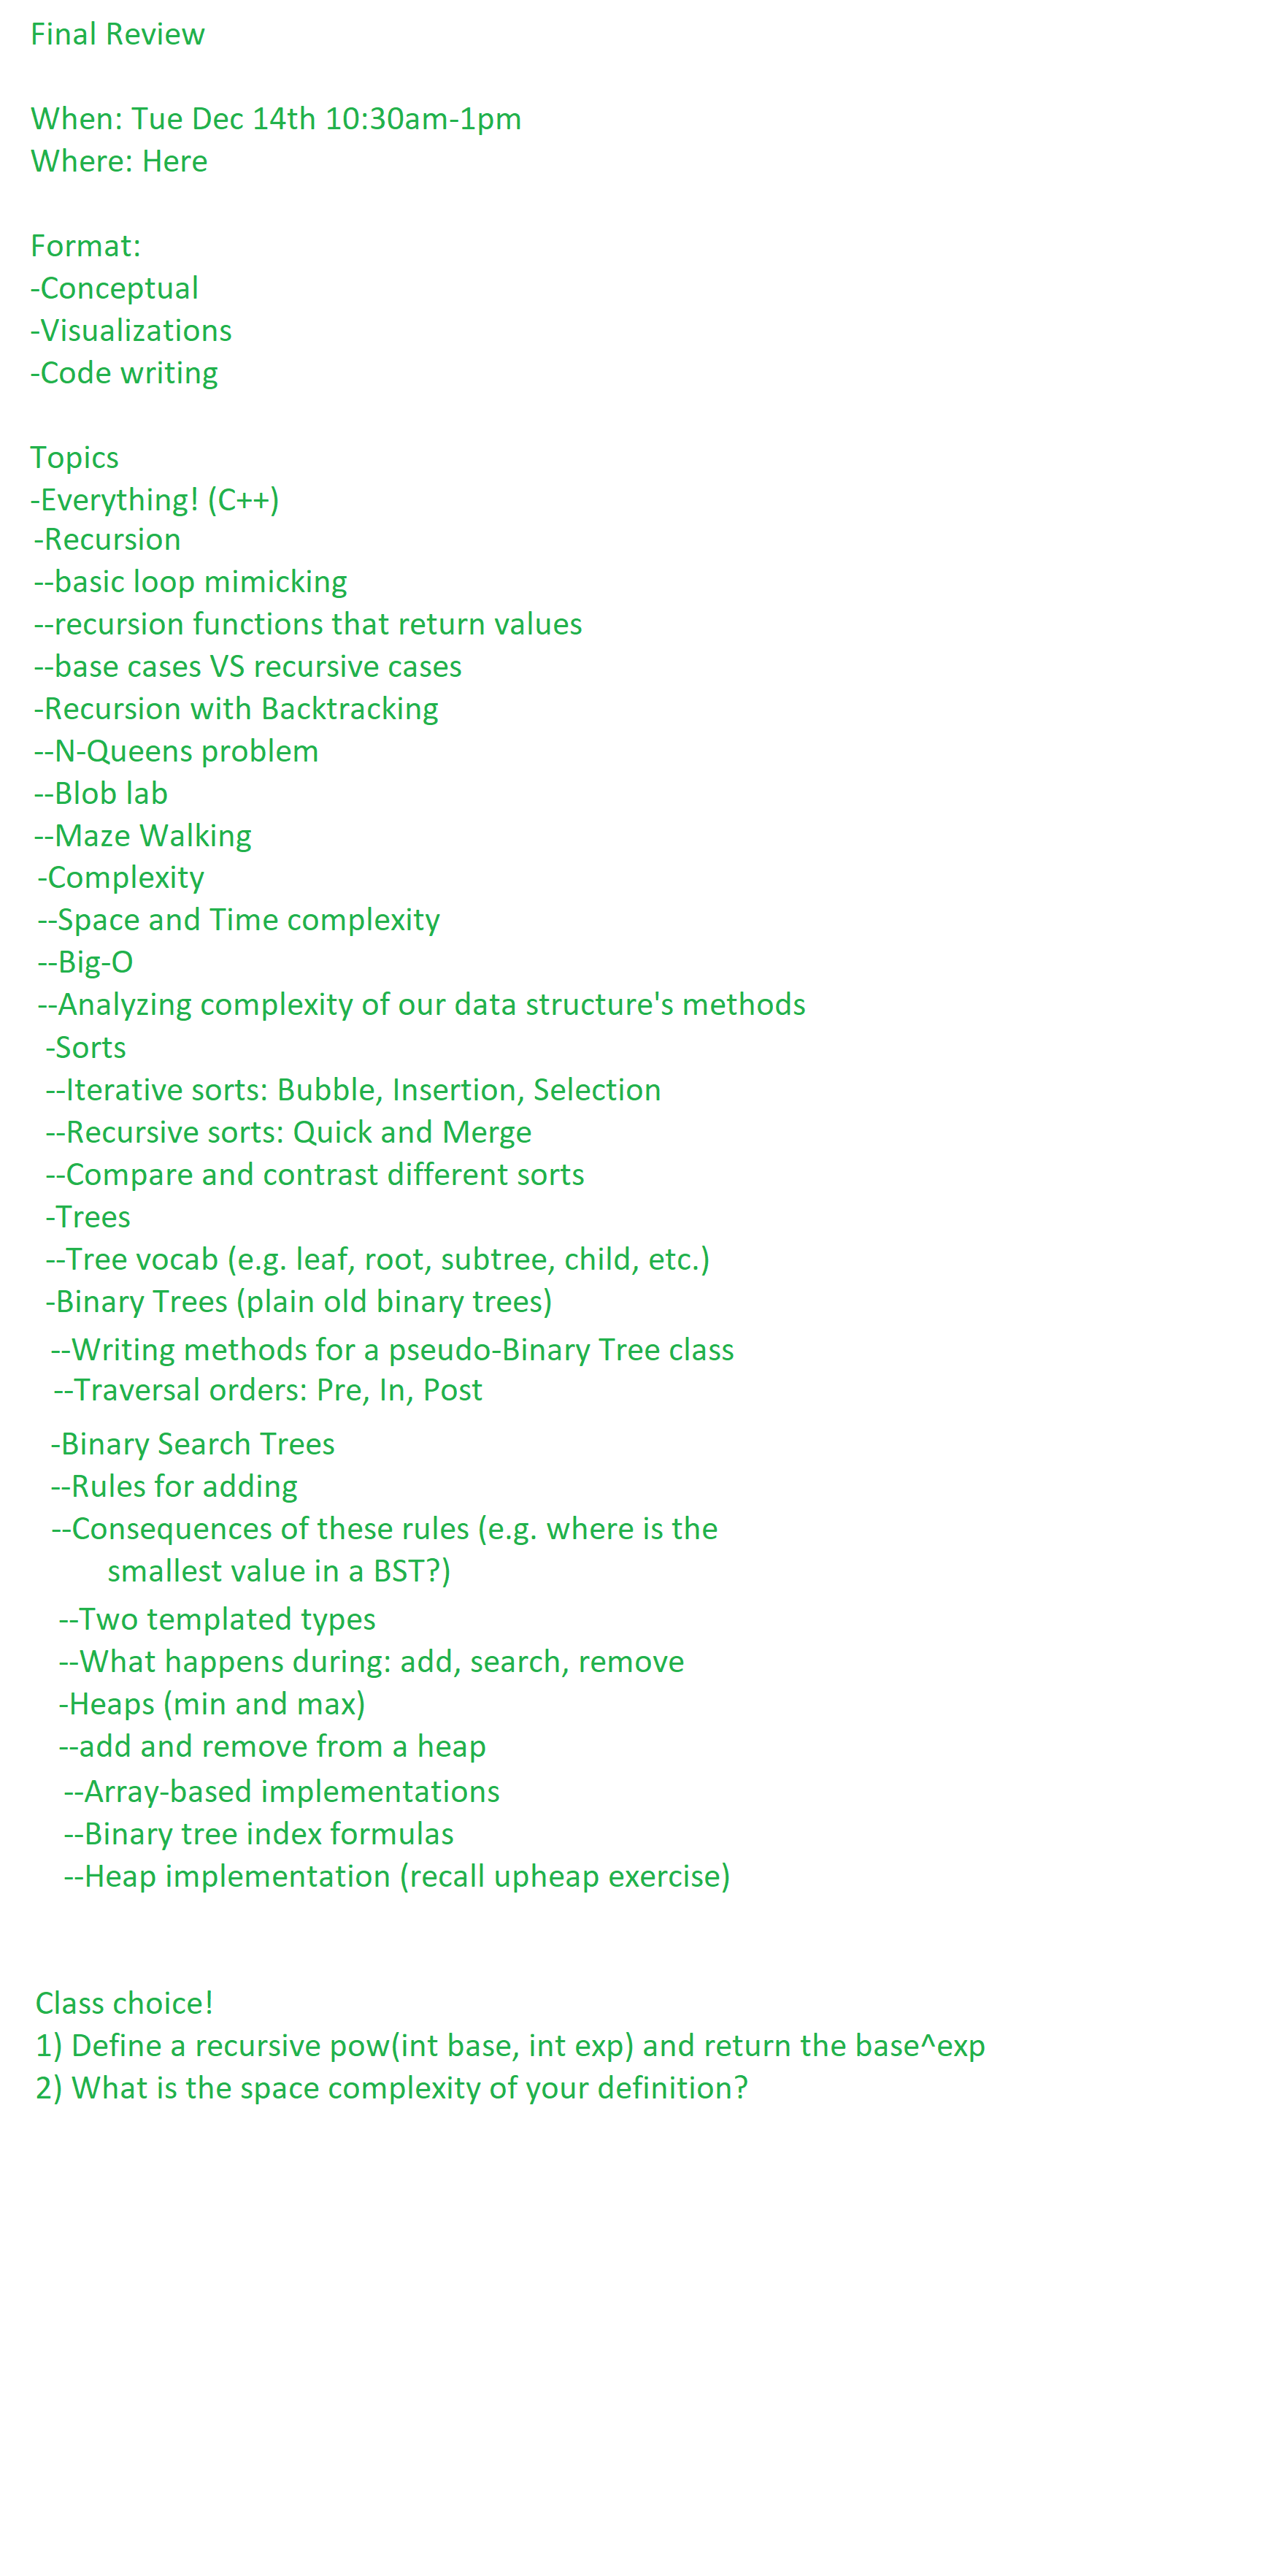 Final Review
When: Tue Dec 14th 10:30am-1pm
Where: Here
Format:
-Conceptual
-Visualizations
-Code writing
Topics
-Everything! (C++)
-Recursion
--basic loop mimicking
--recursion functions that return values
--base cases VS recursive cases
-Recursion with Backtracking
--N-Queens problem
--Blob lab
--Maze Walking
-Complexity
--Space and Time complexity
--Big-O
--Analyzing complexity of our data structure's methods
-Sorts
--Iterative sorts: Bubble, Insertion, Selection
--Recursive sorts: Quick and Merge
--Compare and contrast different sorts
-Trees
--Tree vocab (e.g. leaf, root, subtree, child, etc.)
-Binary Trees (plain old binary trees)
--Writing methods for a pseudo-Binary Tree class
--Traversal orders: Pre, In, Post
-Binary Search Trees
--Rules for adding
--Consequences of these rules (e.g. where is the
smallest value in a BST?)
--Two templated types
--What happens during: add, search, remove
-Heaps (min and max)
--add and remove from a heap
--Array-based implementations
--Binary tree index formulas
--Heap implementation (recall upheap exercise)
Class choice!
1) Define a recursive pow(int base, int exp) and return the base^exp
2) What is the space complexity of your definition?